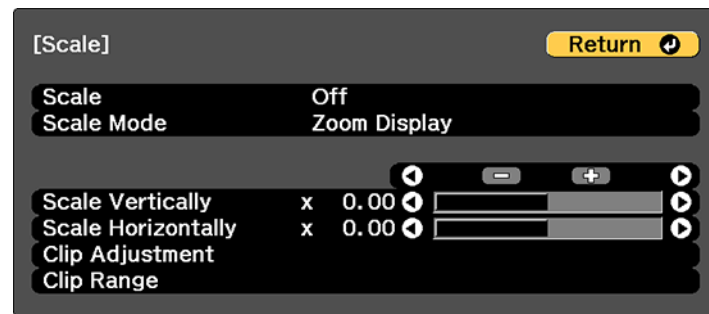 [Scale]
Return
Scale Off
Scale Mode Zoom Display
− +
Scale Vertically x 0.00
Scale Horizontally x 0.00
Clip Adjustment
Clip Range